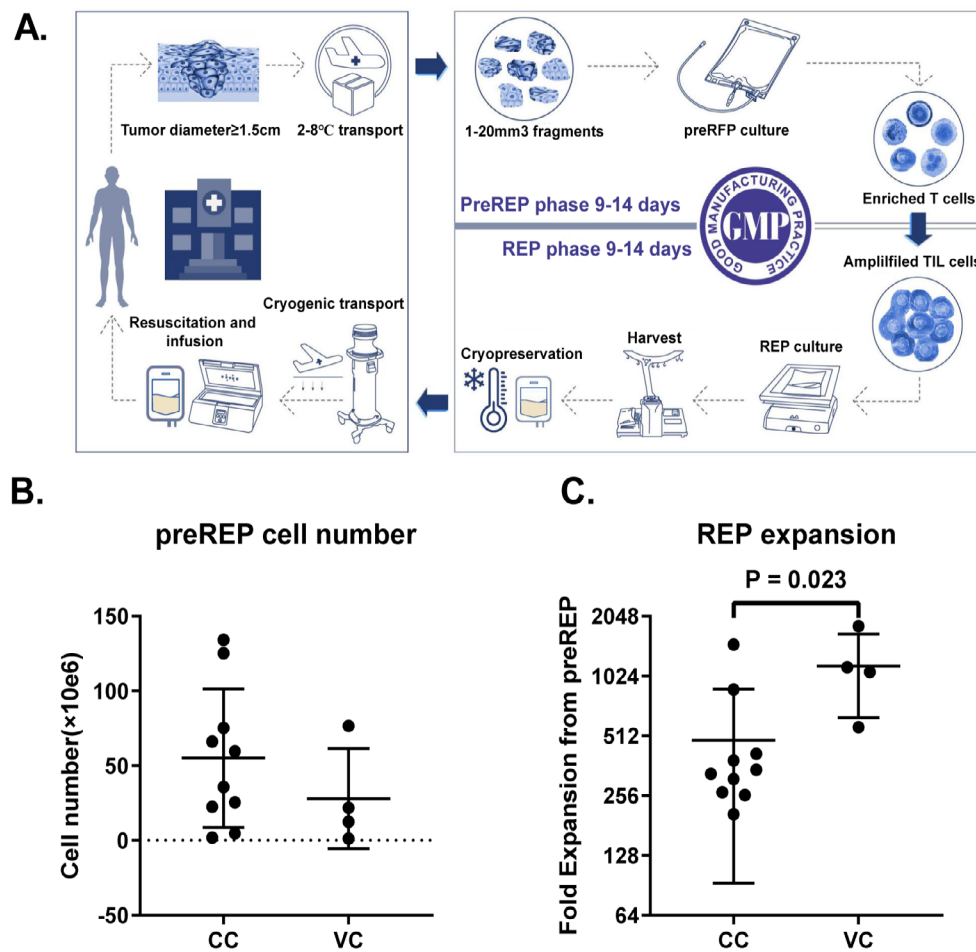 A.
Tumor diameter≥1.5cm
2-8℃ transport
1-20mm3 fragments
preRFP culture
Enriched T cells
PreREP phase 9-14 days
REP phase 9-14 days
GOOD MANUFACTURING PRACTICE
GMP
Amplilfiled TIL cells
Resuscitation and
infusion
Cryogenic transport
Cryopreservation
Harvest
REP culture
B.
preREP cell number
Cell number(×10e6)
150
100
50
0
-50
CC
VC
C.
REP expansion
P = 0.023
Fold Expansion from preREP
2048
1024
512
256
128
64
CC
VC